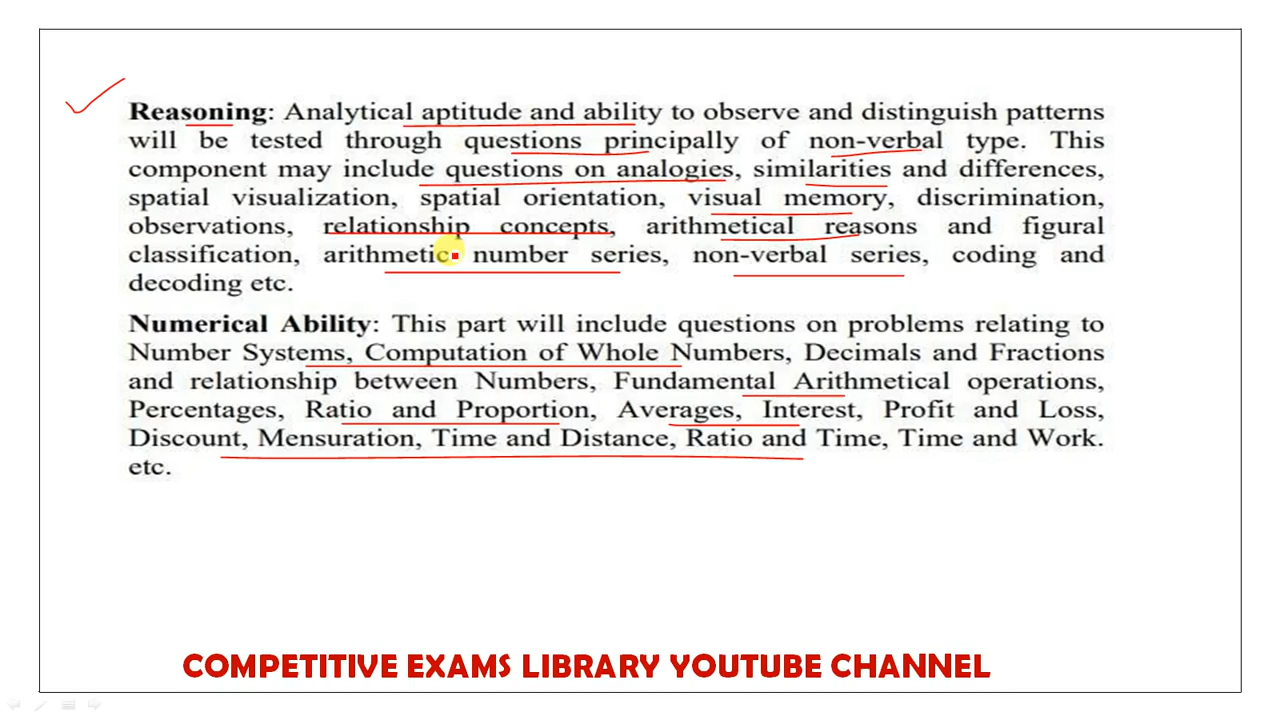 Reasoning: Analytical aptitude and ability to observe and distinguish patterns
will be tested through questions principally of non-verbal type. This
component may include questions on analogies, similarities and differences,
spatial visualization, spatial orientation, visual memory, discrimination,
observations, relationship concepts, arithmetical reasons and figural
classification, arithmetic number series, non-verbal series, coding and
decoding etc.
Numerical Ability: This part will include questions on problems relating to
Number Systems, Computation of Whole Numbers, Decimals and Fractions
and relationship between Numbers, Fundamental Arithmetical operations,
Percentages, Ratio and Proportion, Averages, Interest, Profit and Loss,
Discount, Mensuration, Time and Distance, Ratio and Time, Time and Work.
etc.
COMPETITIVE EXAMS LIBRARY YOUTUBE CHANNEL